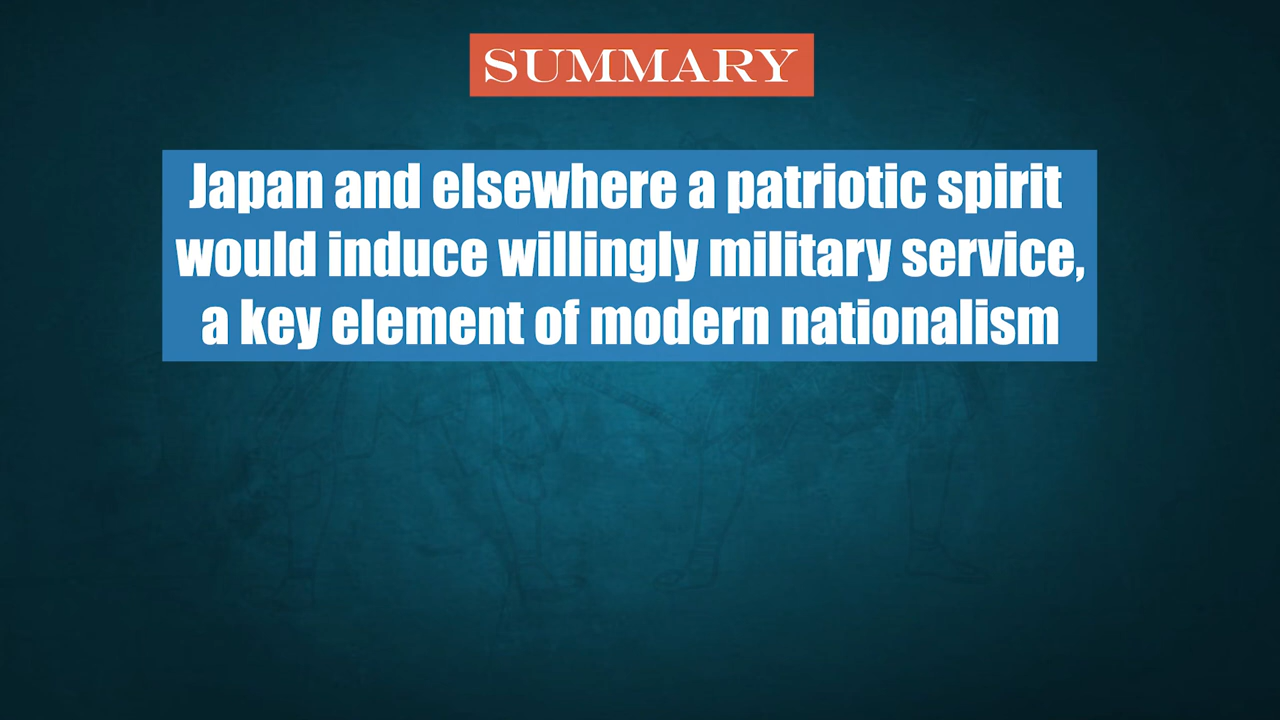 SUMMARY
Japan and elsewhere a patriotic spirit
would induce willingly military service,
a key element of modern nationalism